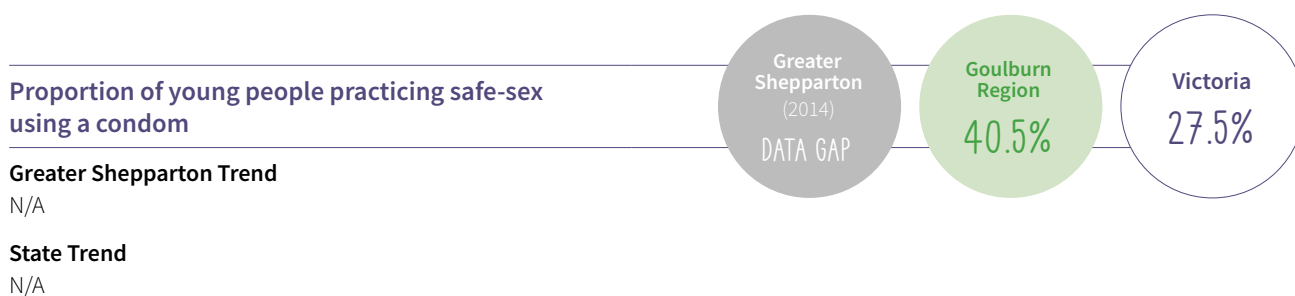 Proportion of young people practicing safe-sex
using a condom
Greater
Shepparton
(2014)
DATA GAP
Goulburn
Region
40.5%
Victoria
27.5%
Greater Shepparton Trend
N/A
State Trend
N/A